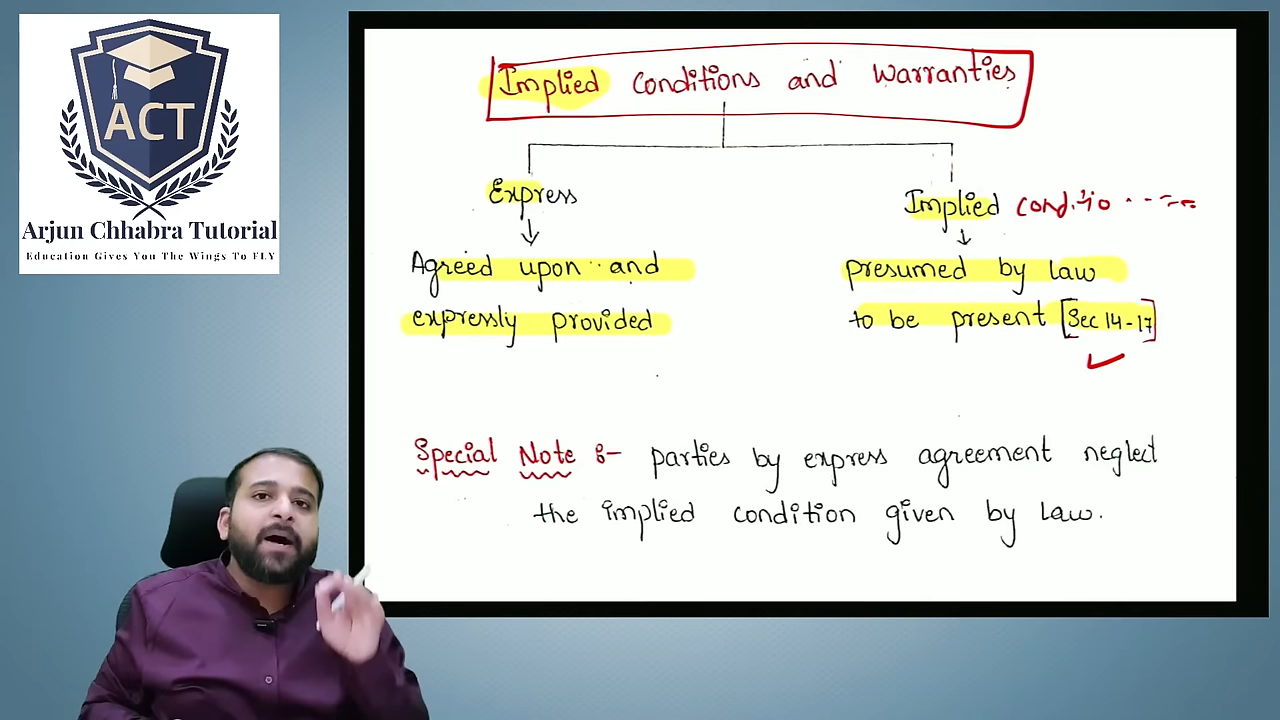 ACT
Arjun Chhabra Tutorial
Education Gives You The Wings To FLY
Implied Conditions and Warranties
Express
Agreed upon and
expressly provided
Implied
presumed by law
to be present [Sec 14-17]
Special Note :- parties by express agreement neglect
the implied condition given by law.